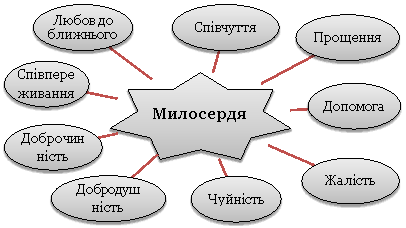 Любов до
ближнього
Співчуття
Прощення
Співпере
живання
Милосердя
Допомога
Доброчин
ність
Добродуш
ність
Чуйність
Жалість